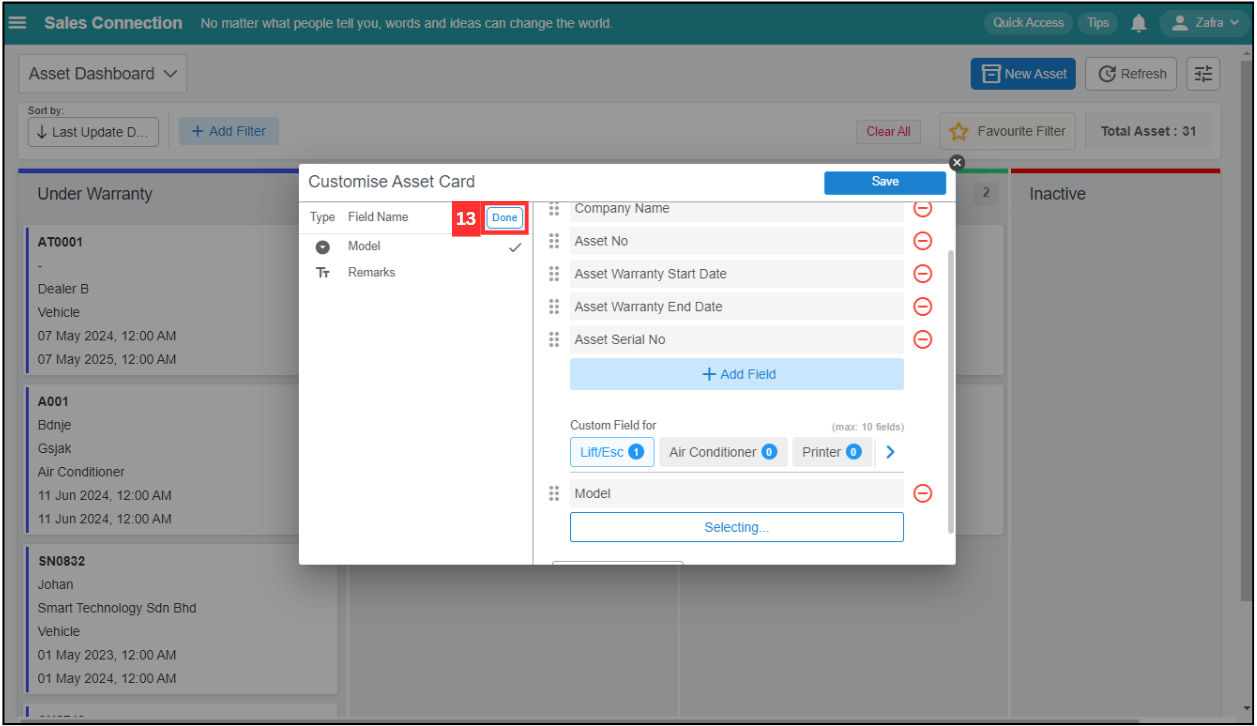 Sales Connection No matter what people tell you, words and ideas can change the world. Quick Access Tips Zafra
Asset Dashboard New Asset Refresh
Sort by:
Last Update D... + Add Filter Clear All Favourite Filter Total Asset : 31
Under Warranty 2 Inactive
AT0001
-
Dealer B
Vehicle
07 May 2024, 12:00 AM
07 May 2025, 12:00 AM
A001
Bdnje
Gsjak
Air Conditioner
11 Jun 2024, 12:00 AM
11 Jun 2024, 12:00 AM
SN0832
Johan
Smart Technology Sdn Bhd
Vehicle
01 May 2023, 12:00 AM
01 May 2024, 12:00 AM
Customise Asset Card Save
Type Field Name 13 Done
Model
Tт Remarks
Company Name
Asset No
Asset Warranty Start Date
Asset Warranty End Date
Asset Serial No
+ Add Field
Custom Field for (max: 10 fields)
Lift/Esc 1 Air Conditioner 0 Printer 0
Model
Selecting...